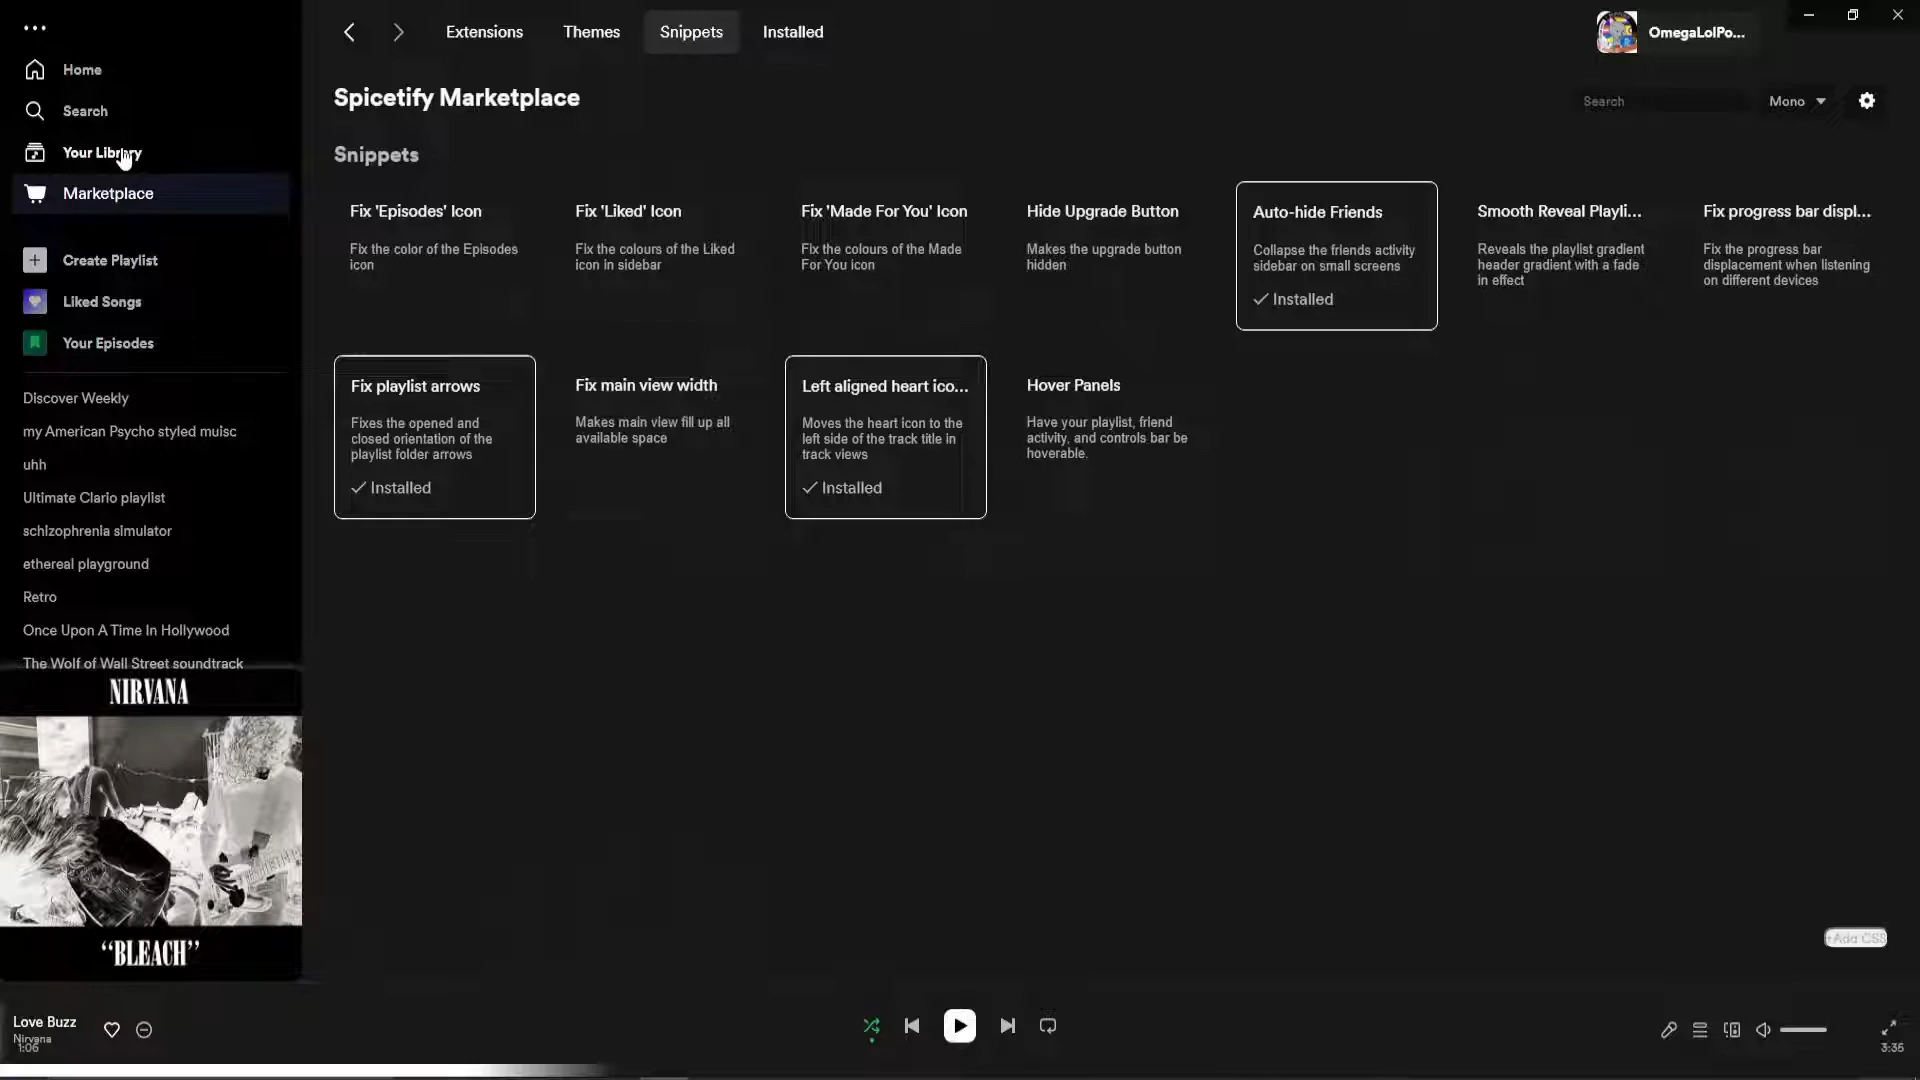 Home
Search
Your Library
Marketplace
Create Playlist
Liked Songs
Your Episodes
Discover Weekly
my American Psycho styled muisc
uhh
Ultimate Clario playlist
schizophrenia simulator
ethereal playground
Retro
Once Upon A Time In Hollywood
The Wolf of Wall Street soundtrack
NIRVANA
“BLEACH”
Extensions
Themes
Snippets
Installed
OmegaLolPo...
Spicetify Marketplace
Search
Mono
Snippets
Fix 'Episodes' Icon
Fix the color of the Episodes
icon
Fix 'Liked' Icon
Fix the colours of the Liked
icon in sidebar
Fix 'Made For You' Icon
Fix the colours of the Made
For You icon
Hide Upgrade Button
Makes the upgrade button
hidden
Auto-hide Friends
Collapse the friends activity
sidebar on small screens
Installed
Smooth Reveal Playli...
Reveals the playlist gradient
header gradient with a fade
in effect
Fix progress bar displ...
Fix the progress bar
displacement when listening
on different devices
Fix playlist arrows
Fixes the opened and
closed orientation of the
playlist folder arrows
Installed
Fix main view width
Makes main view fill up all
available space
Left aligned heart ico...
Moves the heart icon to the
left side of the track title in
track views
Installed
Hover Panels
Have your playlist, friend
activity, and controls bar be
hoverable.
+Add CSS
Love Buzz
Nirvana
1:06
3:35